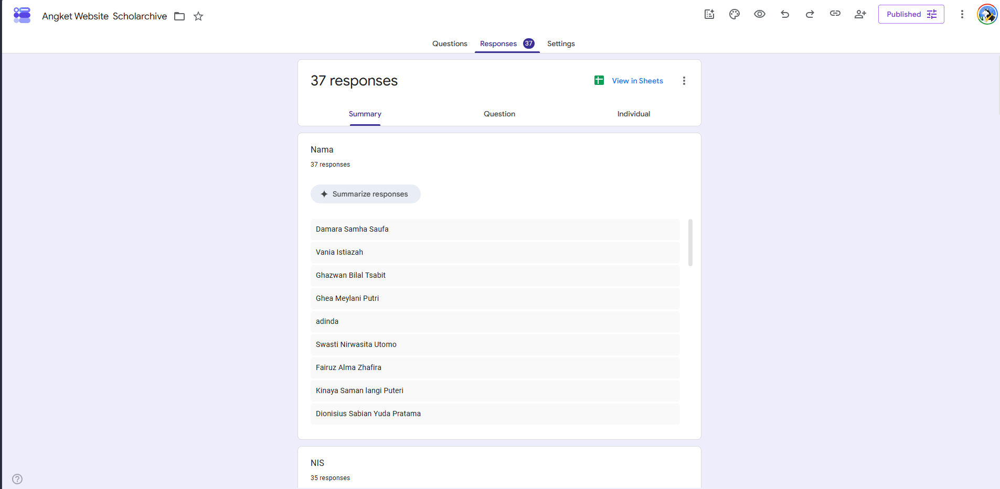 Angket Website Scholarchive
Published
Questions
Responses 37
Settings
37 responses
View in Sheets
Summary
Question
Individual
Nama
37 responses
Summarize responses
Damara Samha Saufa
Vania Istiazah
Ghazwan Bilal Tsabit
Ghea Meylani Putri
adinda
Swasti Nirwasita Utomo
Fairuz Alma Zhafira
Kinaya Saman langi Puteri
Dionisius Sabian Yuda Pratama
NIS
35 responses